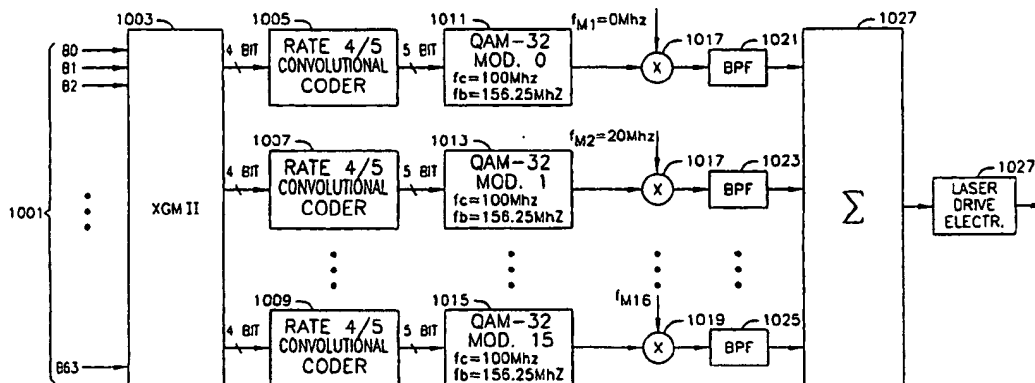 1003
1005
1011
1027
B0
B1
B2
B63
1001
XGMII
4 BIT
RATE 4/5
CONVOLUTIONAL
CODER
5 BIT
QAM-32
MOD. 0
fc=100Mhz
fb=156.25MhZ
fM1=0Mhz
1017
X
1021
BPF
1007
4 BIT
RATE 4/5
CONVOLUTIONAL
CODER
5 BIT
1013
QAM-32
MOD. 1
fc=100Mhz
fb=156.25MhZ
fM2=20Mhz
1017
X
1023
BPF
Σ
1027
LASER
DRIVE
ELECTR.
1009
4 BIT
RATE 4/5
CONVOLUTIONAL
CODER
5 BIT
1015
QAM-32
MOD. 15
fc=100Mhz
fb=156.25MhZ
fM16
1019
X
1025
BPF